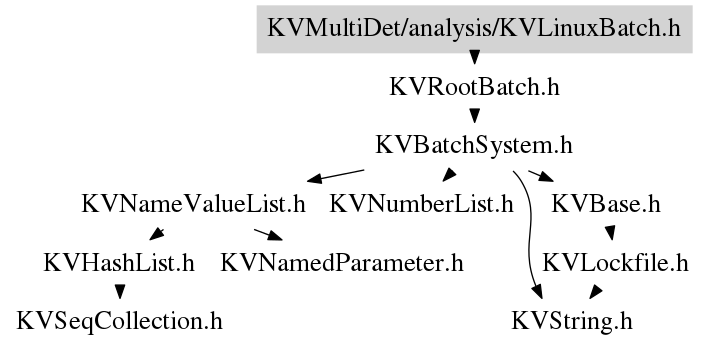 KVMultiDet/analysis/KVLinuxBatch.h
KVRootBatch.h
KVBatchSystem.h
KVNameValueList.h
KVNumberList.h
KVBase.h
KVHashList.h
KVNamedParameter.h
KVLockfile.h
KVSeqCollection.h
KVString.h